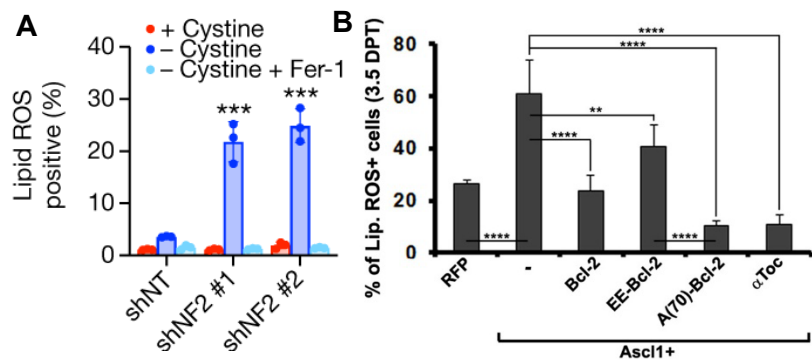 A
+ Cystine
− Cystine
− Cystine + Fer-1
Lipid ROS
positive (%)
40
30
20
10
0
***
***
shNT
shNF2 #1
shNF2 #2
B
% of Lip. ROS+ cells (3.5 DPT)
80
60
40
20
0
****
****
**
****
****
****
RFP
-
Bcl-2
EE-Bcl-2
A(70)-Bcl-2
αToc
Ascl1+